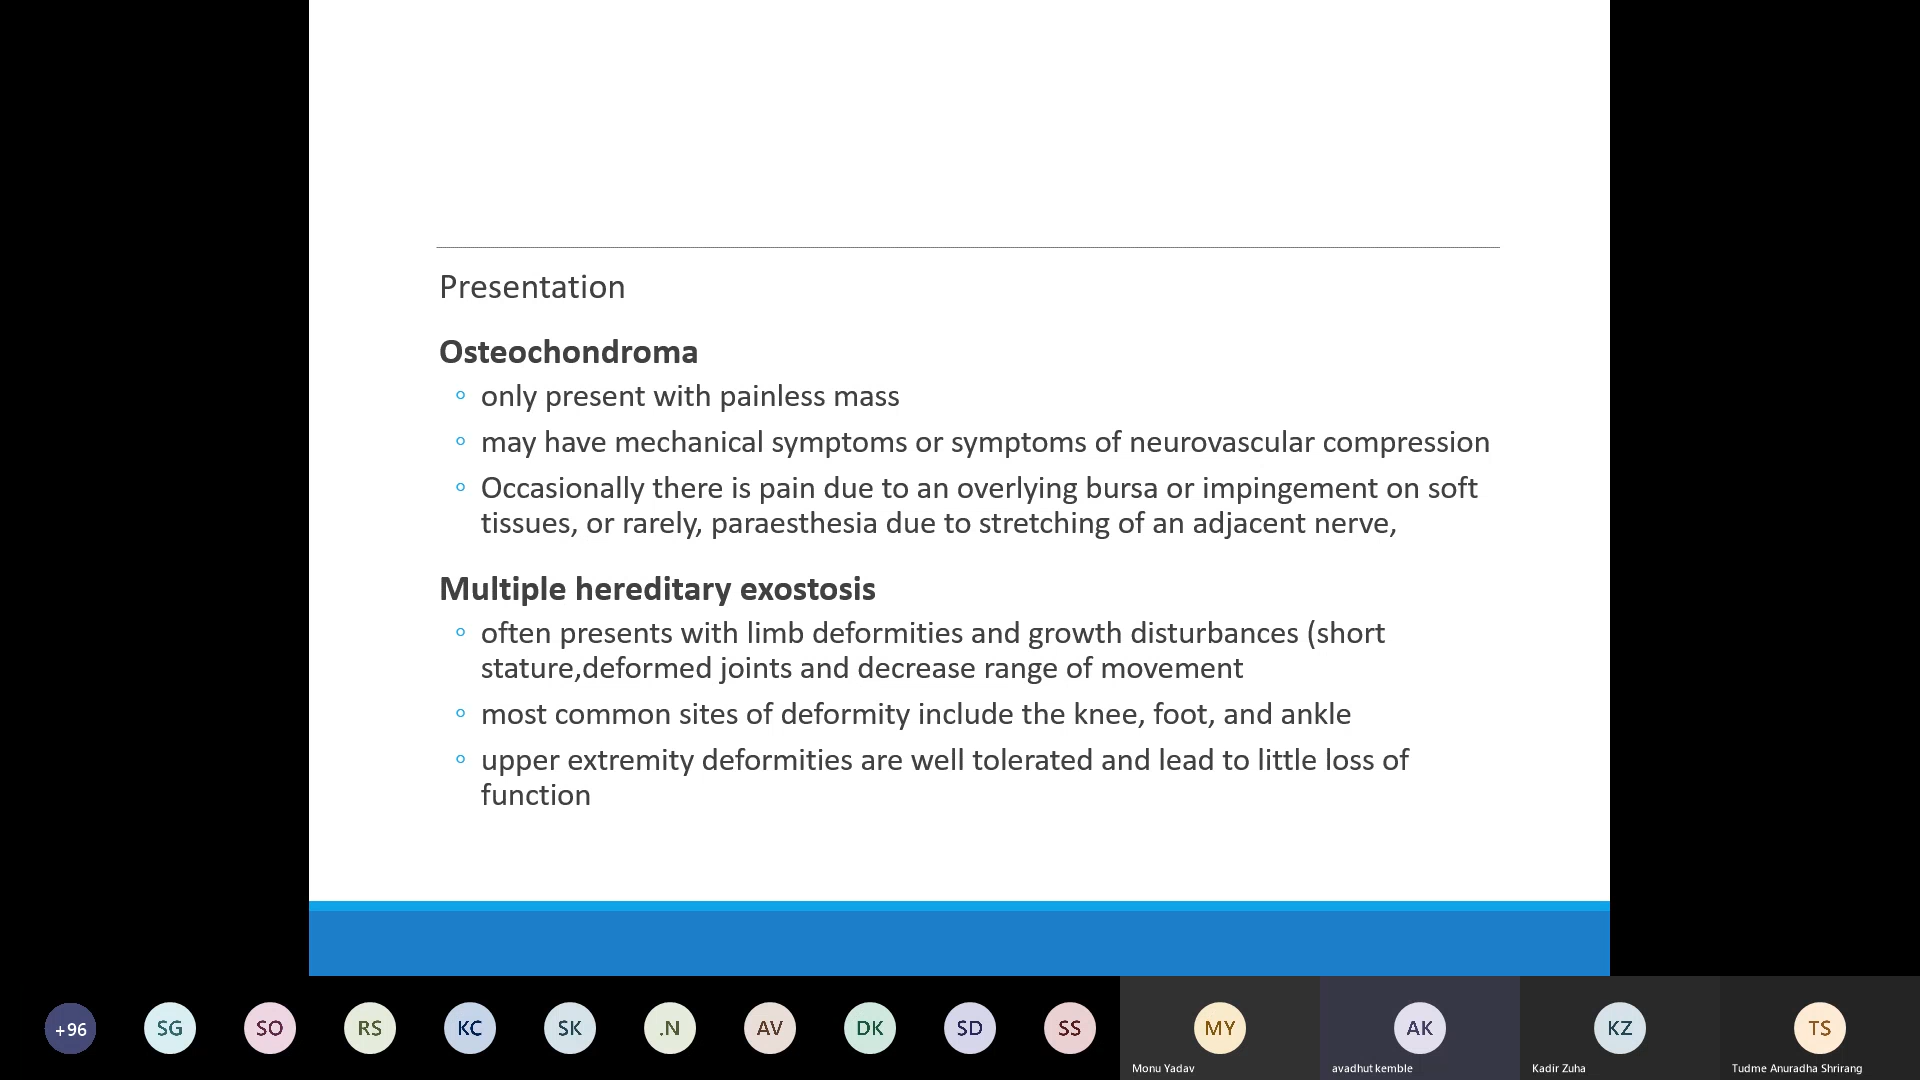 Presentation
Osteochondroma
◦ only present with painless mass
◦ may have mechanical symptoms or symptoms of neurovascular compression
◦ Occasionally there is pain due to an overlying bursa or impingement on soft
tissues, or rarely, paraesthesia due to stretching of an adjacent nerve,
Multiple hereditary exostosis
◦ often presents with limb deformities and growth disturbances (short
stature,deformed joints and decrease range of movement
◦ most common sites of deformity include the knee, foot, and ankle
◦ upper extremity deformities are well tolerated and lead to little loss of
function
+96 SG SO RS KC SK .N AV DK SD SS MY AK KZ TS
Monu Yadav avadhut kemble Kadir Zuha Tudme Anuradha Shrirang